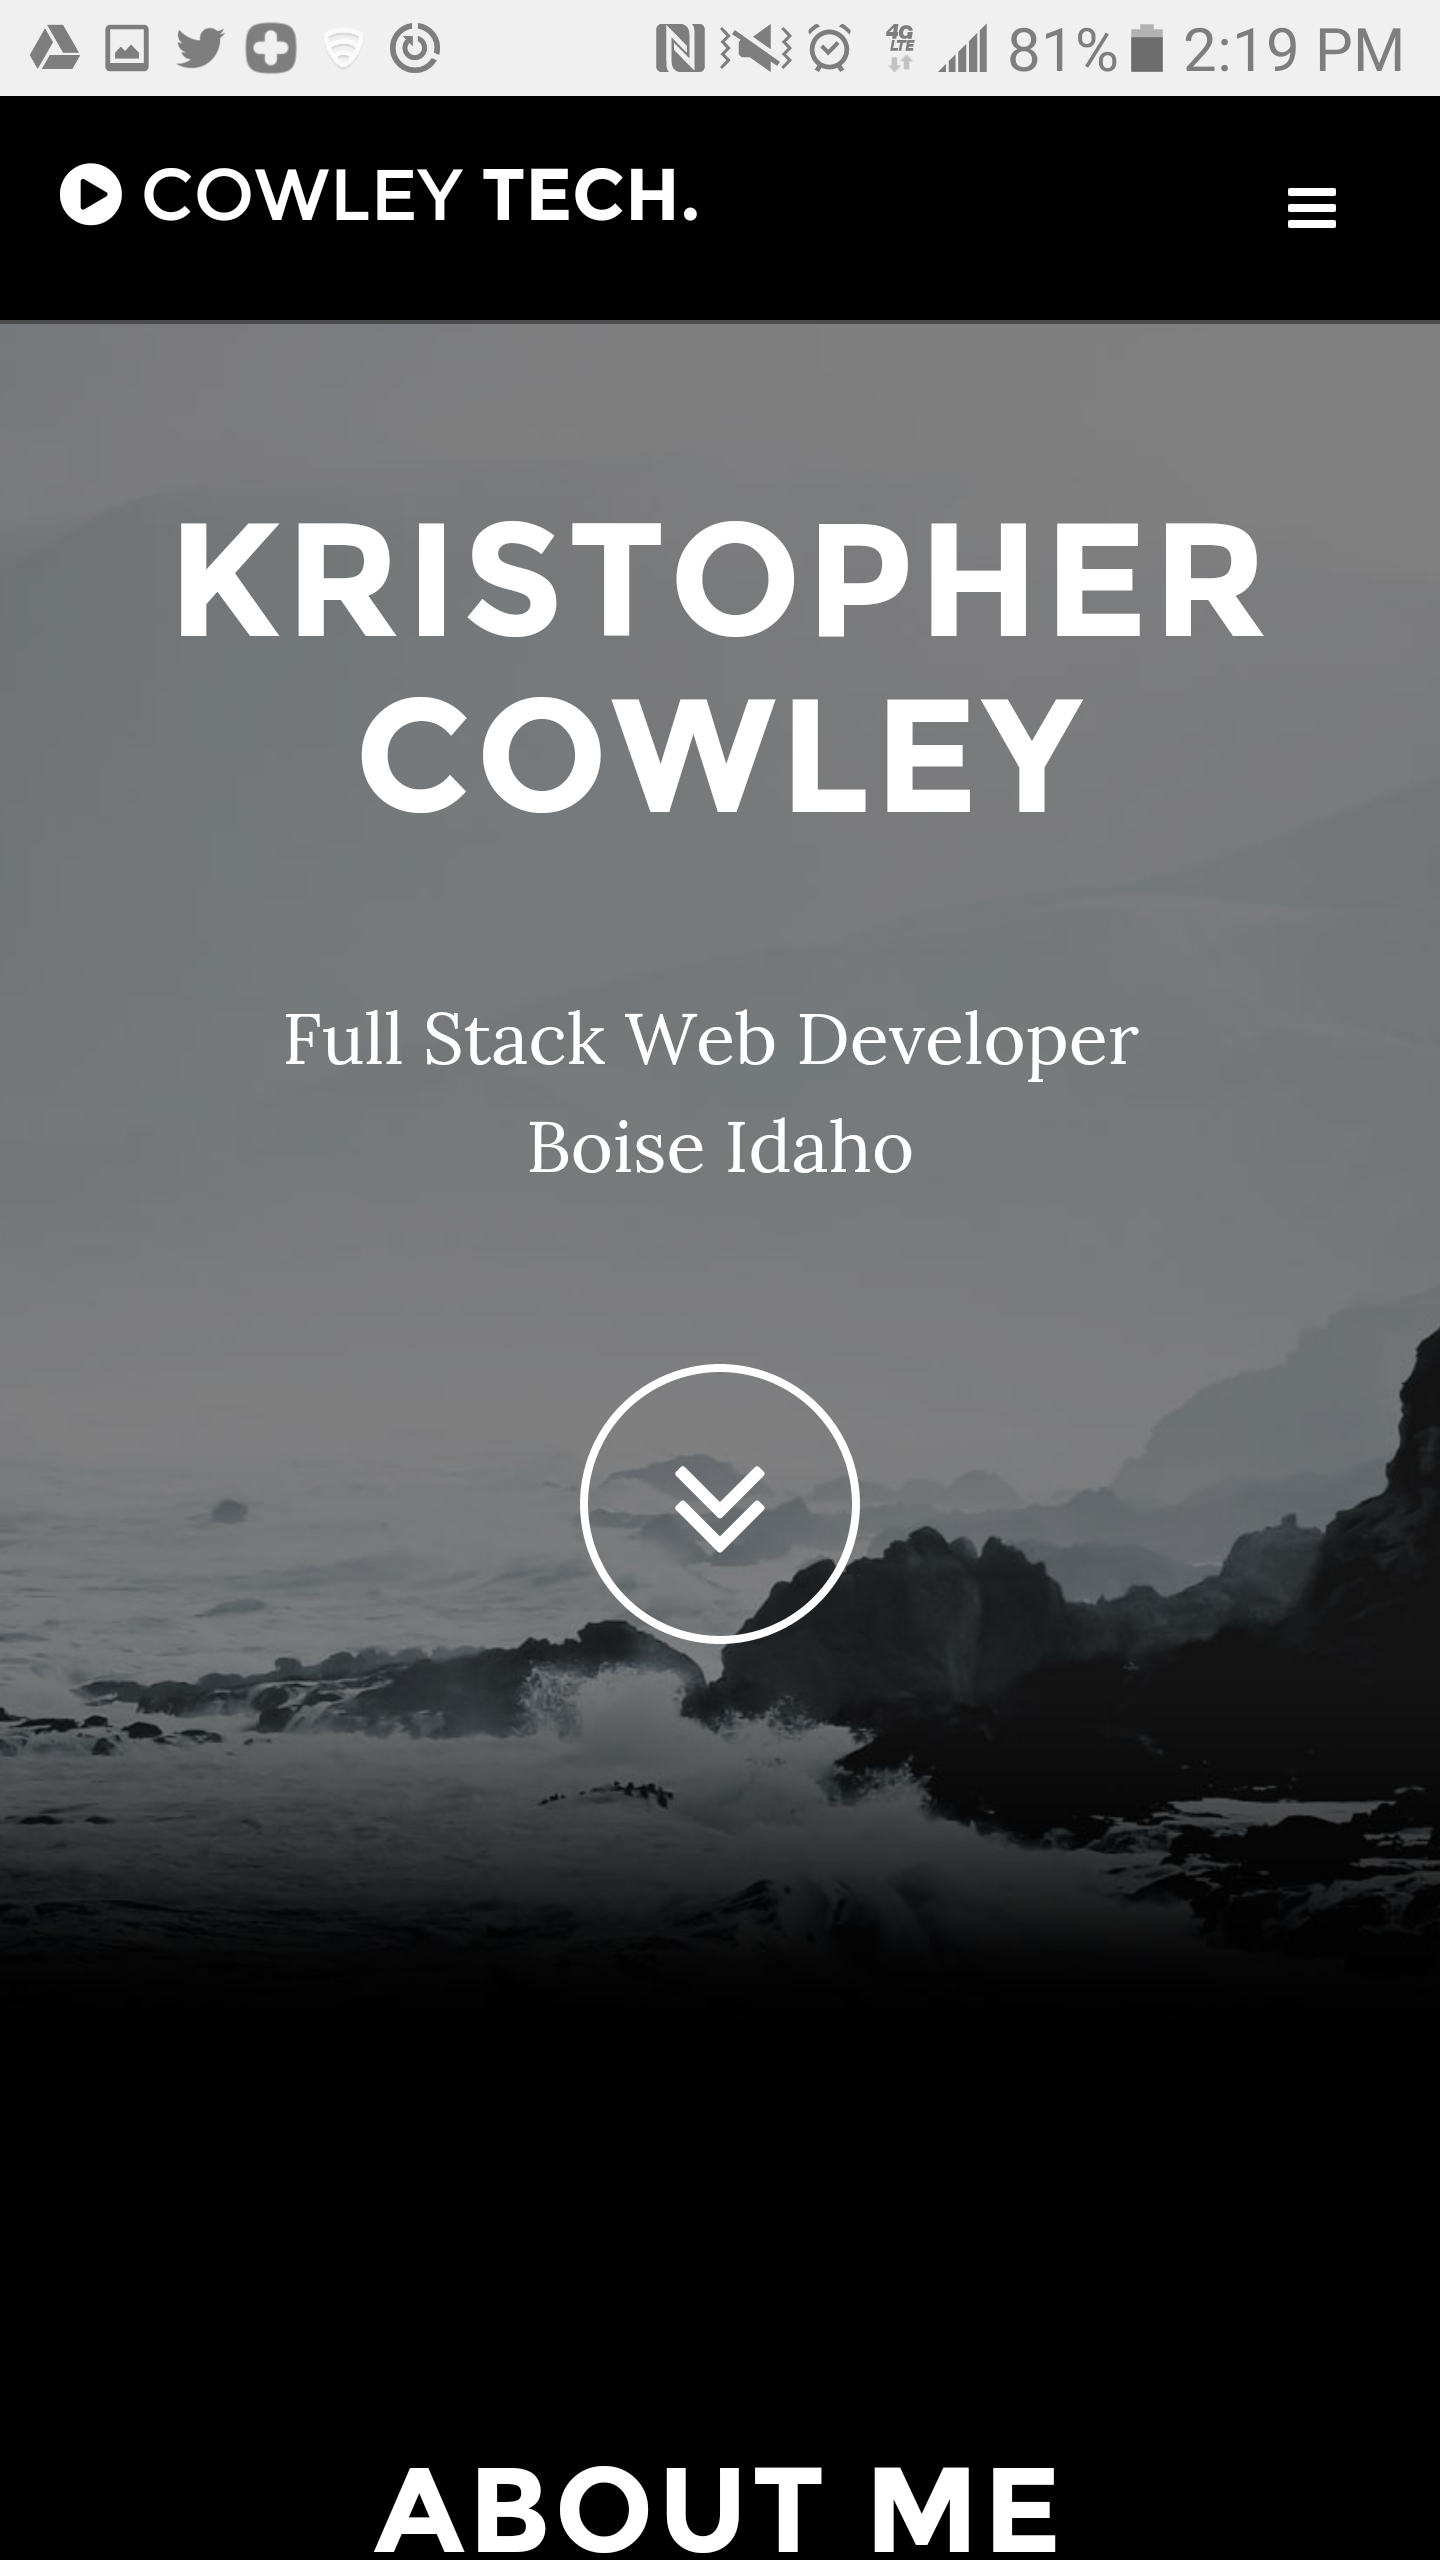 4G LTE 81% 2:19 PM
COWLEY TECH.
KRISTOPHER
COWLEY
Full Stack Web Developer
Boise Idaho
ABOUT ME